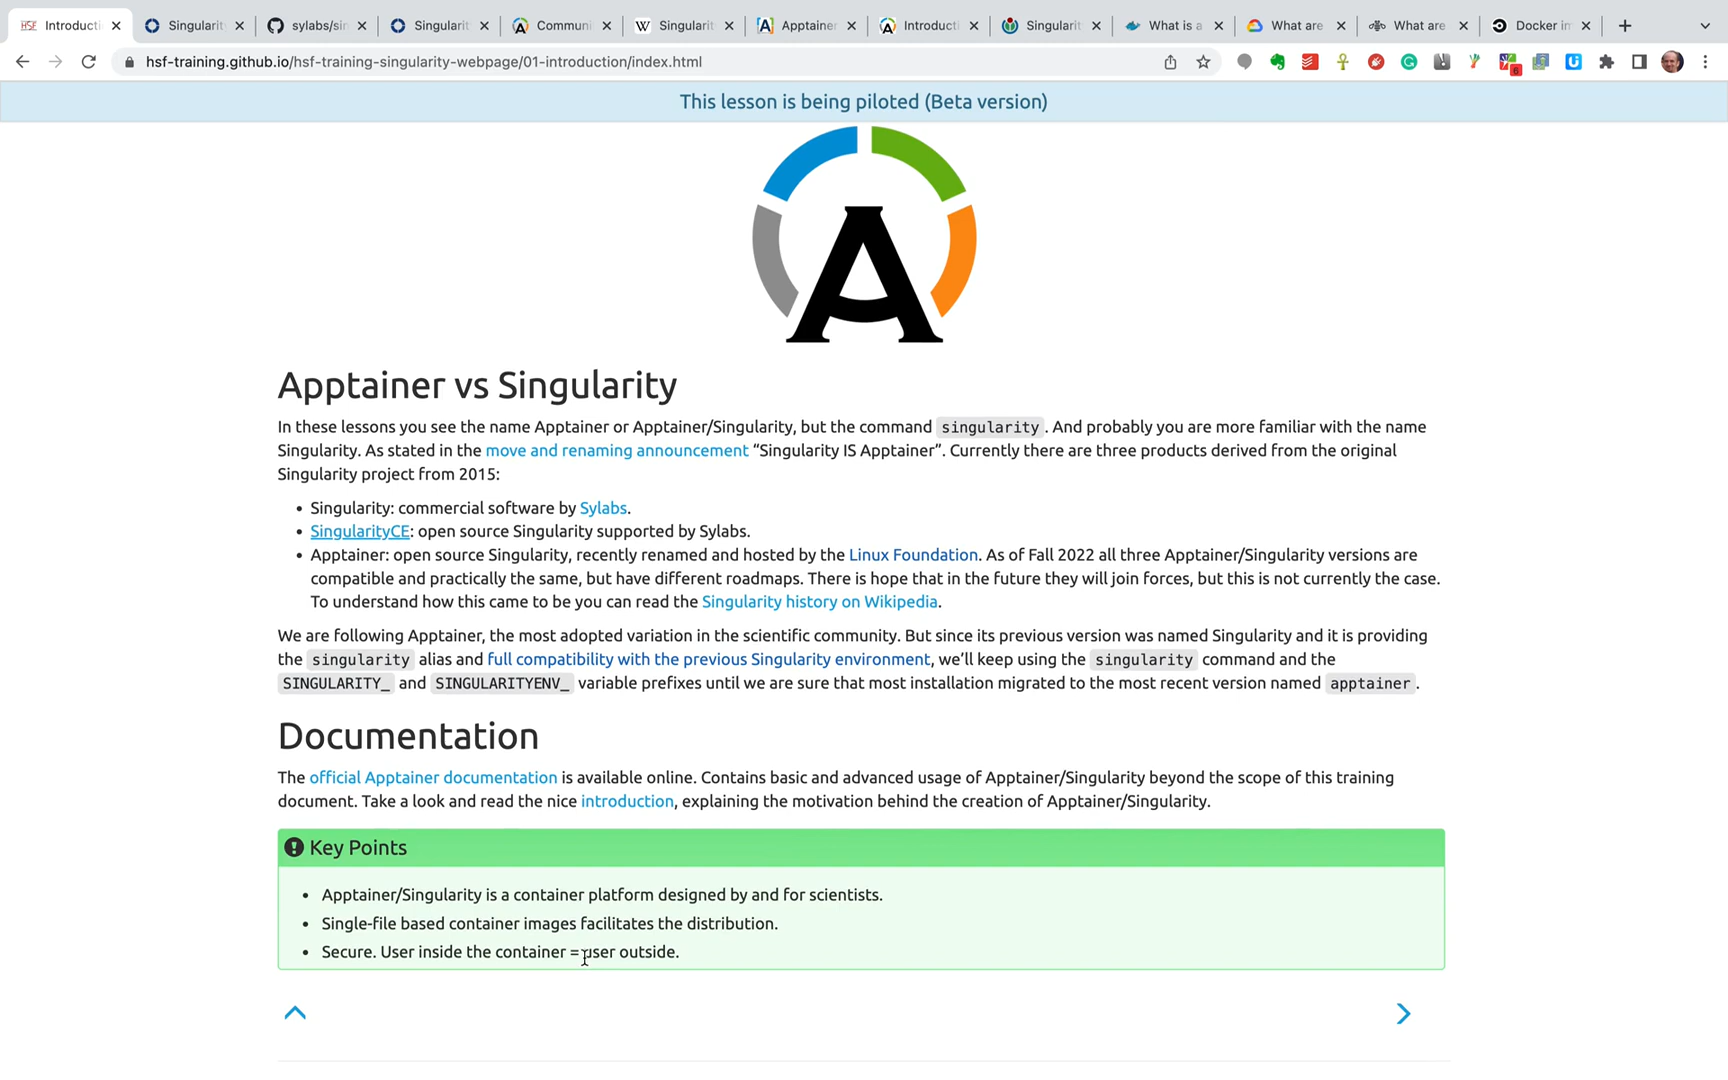 Introducti
Singularity
sylabs/sin
Singularit
Communi
Singularit
Apptainer
Introducti
Singularit
What is a
What are
What are
Docker im
hsf-training.github.io/hsf-training-singularity-webpage/01-introduction/index.html
This lesson is being piloted (Beta version)
A
Apptainer vs Singularity
In these lessons you see the name Apptainer or Apptainer/Singularity, but the command singularity. And probably you are more familiar with the name
Singularity. As stated in the move and renaming announcement “Singularity IS Apptainer”. Currently there are three products derived from the original
Singularity project from 2015:
• Singularity: commercial software by Sylabs.
• SingularityCE: open source Singularity supported by Sylabs.
• Apptainer: open source Singularity, recently renamed and hosted by the Linux Foundation. As of Fall 2022 all three Apptainer/Singularity versions are
compatible and practically the same, but have different roadmaps. There is hope that in the future they will join forces, but this is not currently the case.
To understand how this came to be you can read the Singularity history on Wikipedia.
We are following Apptainer, the most adopted variation in the scientific community. But since its previous version was named Singularity and it is providing
the singularity alias and full compatibility with the previous Singularity environment, we’ll keep using the singularity command and the
SINGULARITY_ and SINGULARITYENV_ variable prefixes until we are sure that most installation migrated to the most recent version named apptainer.
Documentation
The official Apptainer documentation is available online. Contains basic and advanced usage of Apptainer/Singularity beyond the scope of this training
document. Take a look and read the nice introduction, explaining the motivation behind the creation of Apptainer/Singularity.
Key Points
• Apptainer/Singularity is a container platform designed by and for scientists.
• Single-file based container images facilitates the distribution.
• Secure. User inside the container = user outside.